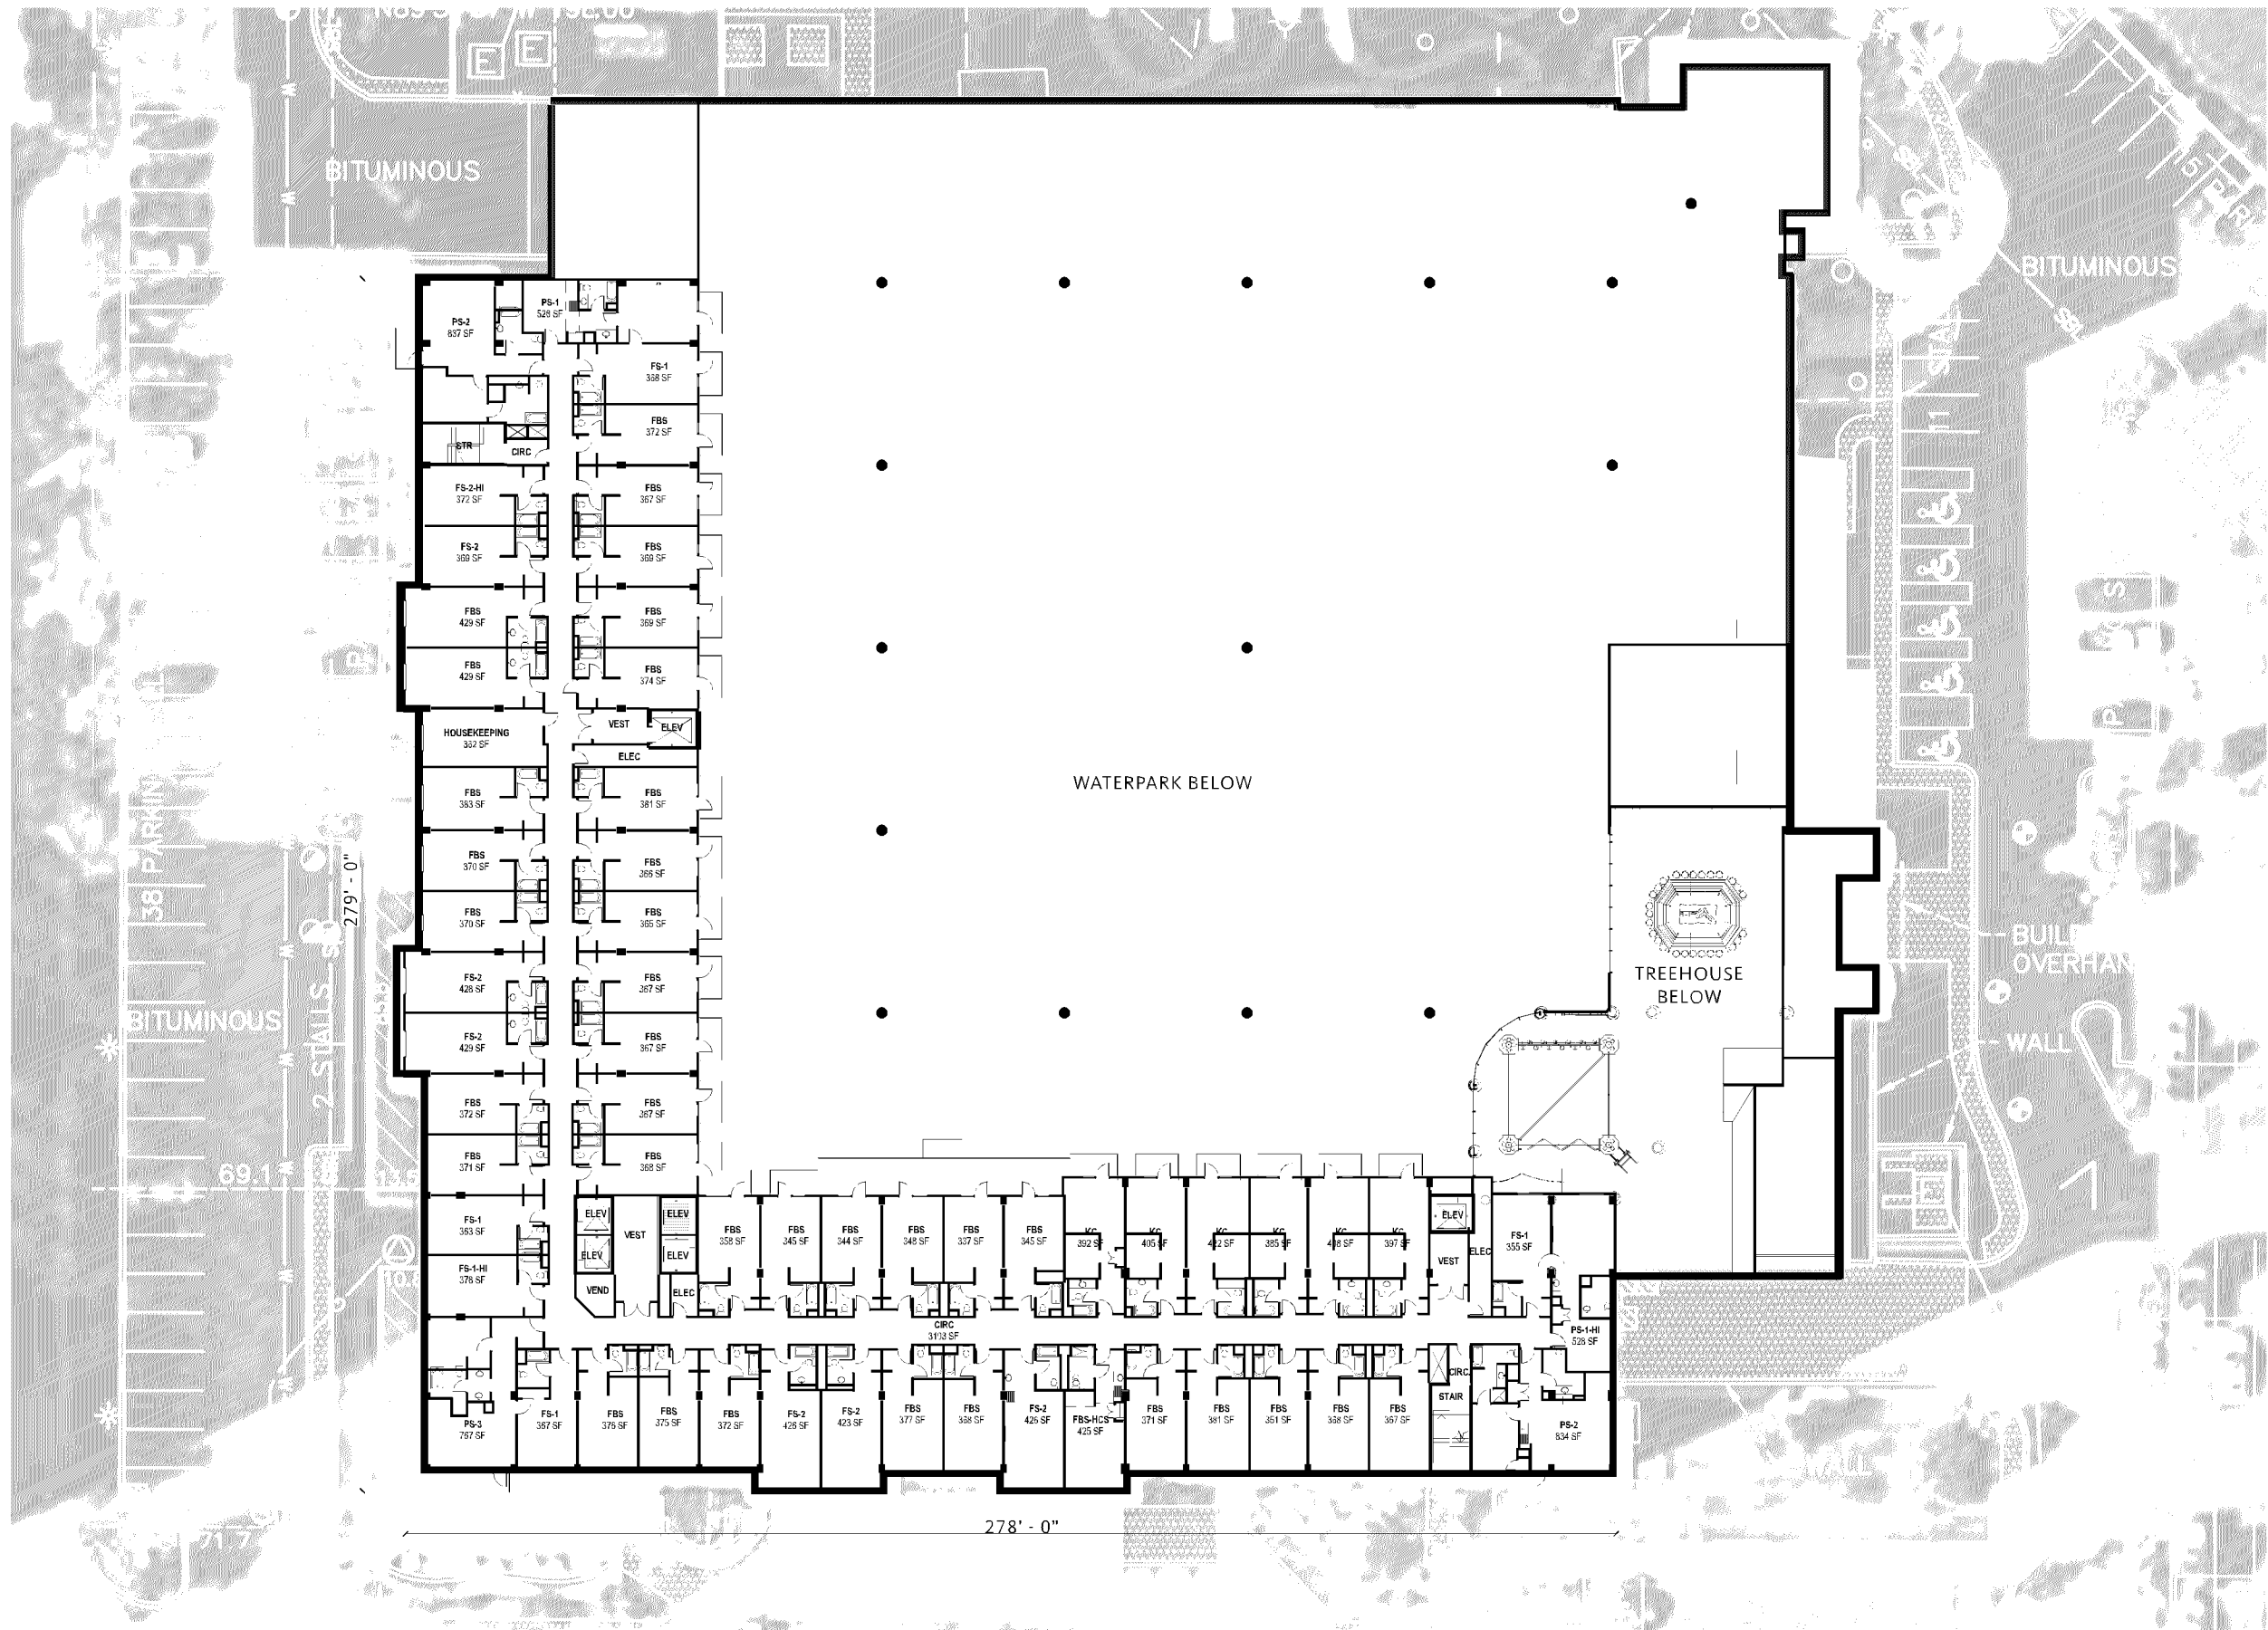 BITUMINOUS
BITUMINOUS
PS-2
837 SF
PS-1
528 SF
FS-1
368 SF
FBS
372 SF
STR
CIRC
FS-2-HI
372 SF
FBS
367 SF
FS-2
369 SF
FBS
369 SF
FBS
429 SF
FBS
369 SF
FBS
429 SF
FBS
374 SF
HOUSEKEEPING
382 SF
VEST
ELEV
ELEC
FBS
383 SF
FBS
381 SF
WATERPARK BELOW
38 PARKIN
279' - 0"
FBS
370 SF
FBS
366 SF
FBS
370 SF
FBS
365 SF
BUIL
OVERHAN
TREEHOUSE
BELOW
FS-2
428 SF
FBS
367 SF
BITUMINOUS
2 STALLS
FS-2
429 SF
FBS
367 SF
WALL
FBS
372 SF
FBS
367 SF
FBS
371 SF
FBS
368 SF
69.1
FS-1
363 SF
ELEV
VEST
ELEV
ELEV
ELEV
FBS
358 SF
FBS
345 SF
FBS
344 SF
FBS
348 SF
FBS
337 SF
FBS
345 SF
392 SF
405 SF
385 SF
397 SF
ELEV
VEST
ELEC
FS-1
355 SF
FS-1-HI
378 SF
VEND
ELEC
CIRC
3193 SF
PS-1-HI
528 SF
PS-3
767 SF
FS-1
367 SF
FBS
376 SF
FBS
375 SF
FBS
372 SF
FS-2
426 SF
FS-2
423 SF
FBS
377 SF
FBS
368 SF
FS-2
426 SF
FBS-HCS
425 SF
FBS
371 SF
FBS
381 SF
FBS
351 SF
FBS
368 SF
FBS
367 SF
CIRC
STAIR
PS-2
834 SF
278' - 0"